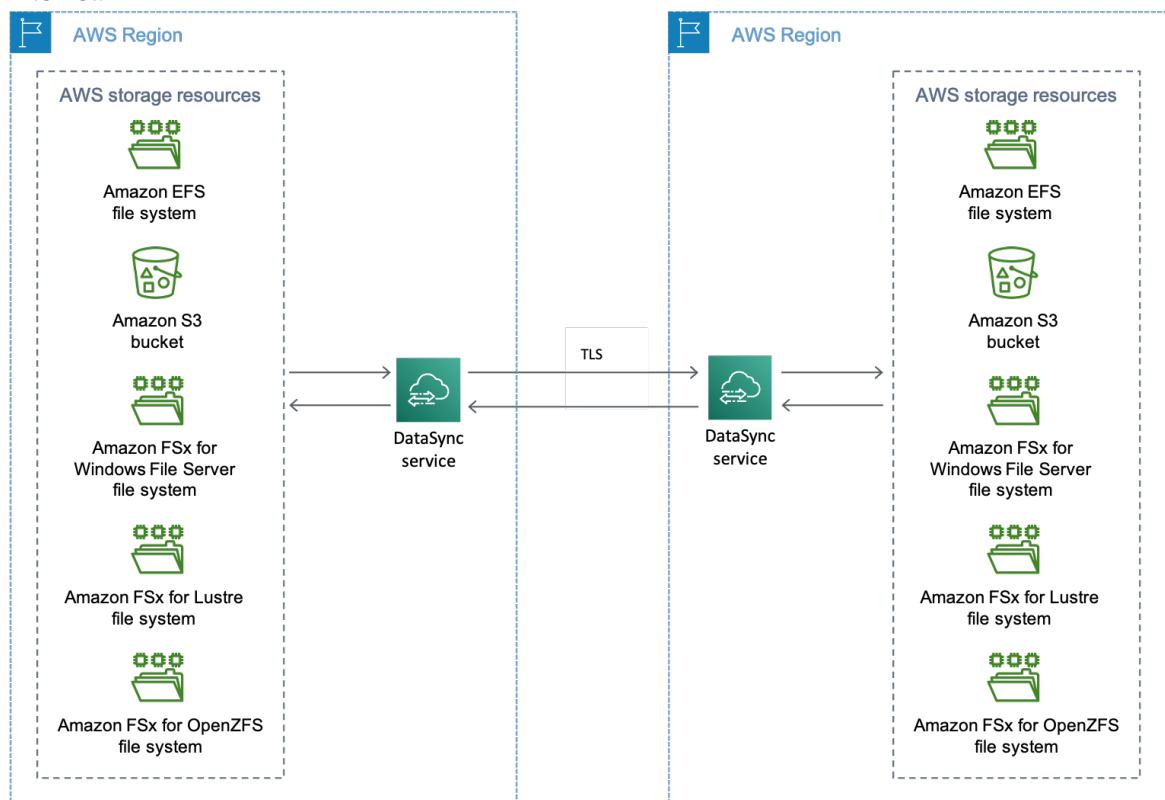 AWS Region
AWS storage resources
Amazon EFS
file system
Amazon S3
bucket
Amazon FSx for
Windows File Server
file system
Amazon FSx for Lustre
file system
Amazon FSx for OpenZFS
file system
DataSync
service
TLS
AWS Region
DataSync
service
AWS storage resources
Amazon EFS
file system
Amazon S3
bucket
Amazon FSx for
Windows File Server
file system
Amazon FSx for Lustre
file system
Amazon FSx for OpenZFS
file system